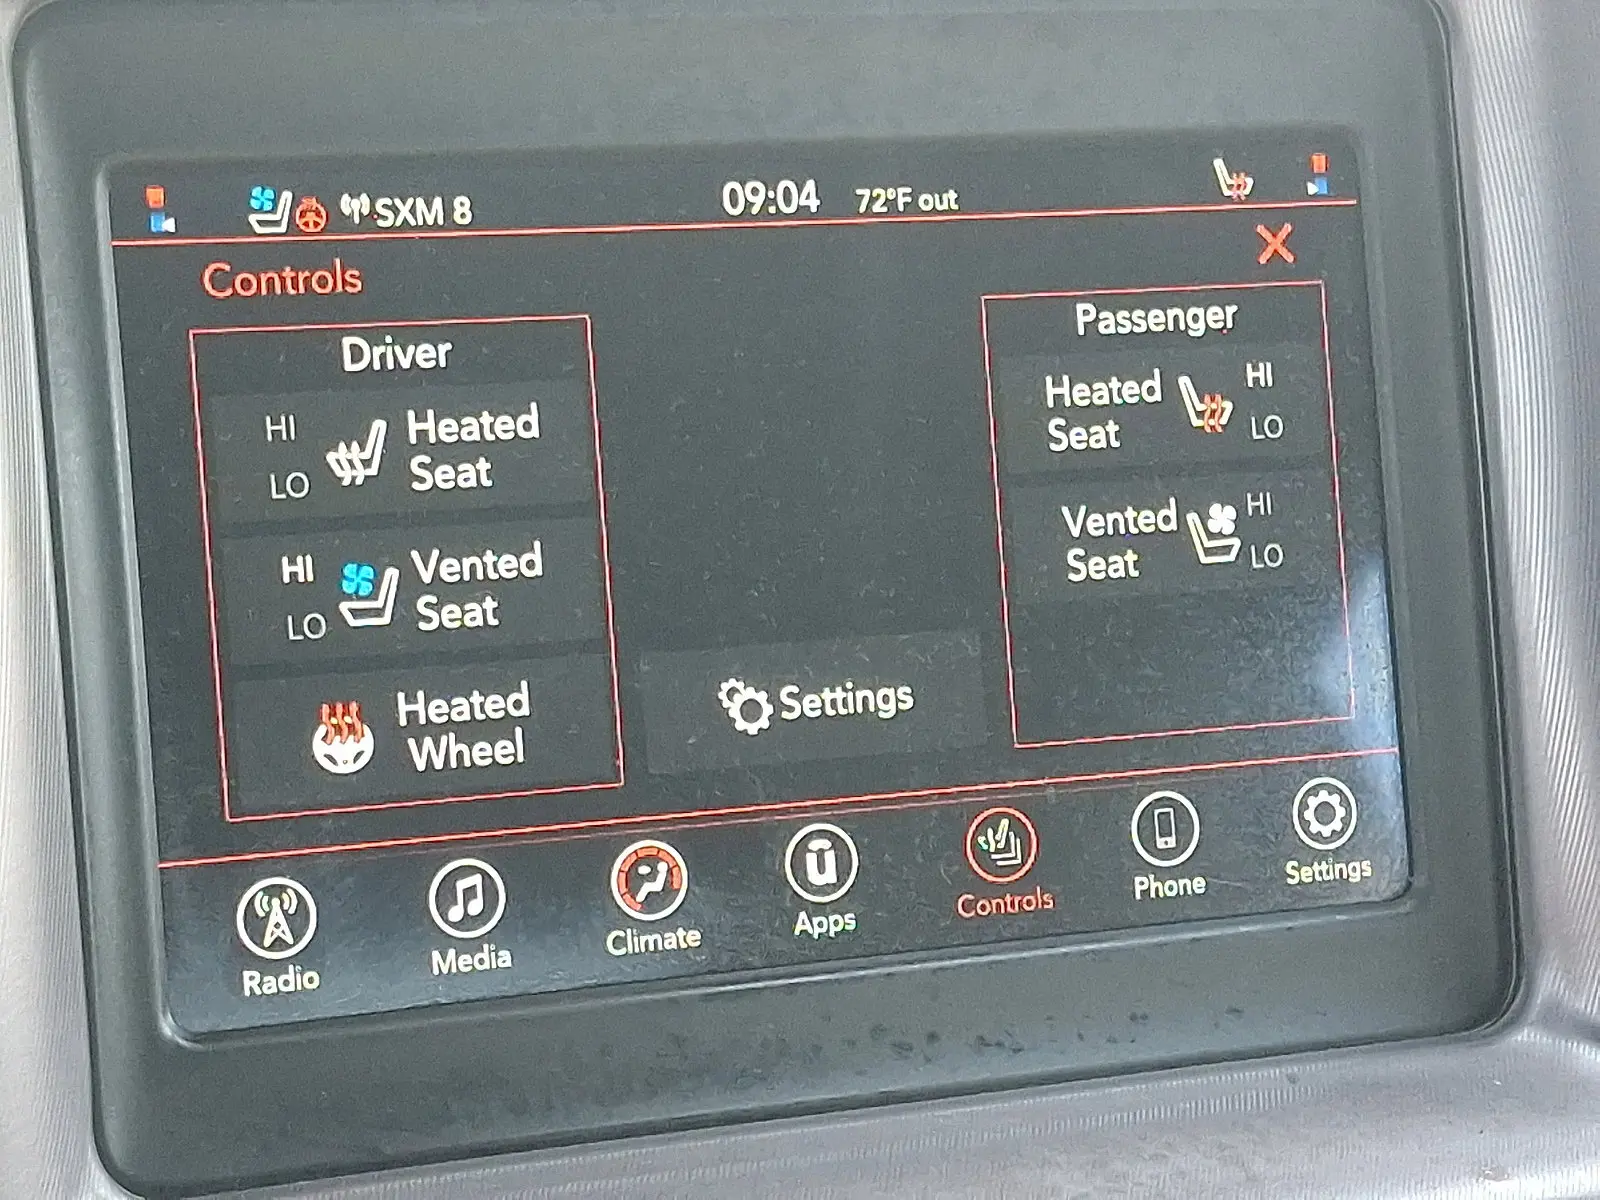 SXM 8
09:04
72°F out
Controls
X
Driver
HI
LO
Heated
Seat
HI
LO
Vented
Seat
Heated
Wheel
Settings
Passenger
Heated
Seat
HI
LO
Vented
Seat
HI
LO
Radio
Media
Climate
Apps
Controls
Phone
Settings